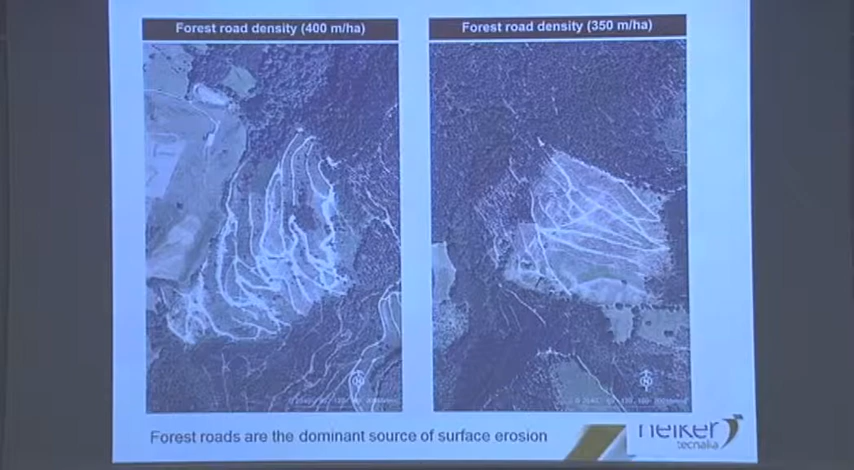 Forest road density (400 m/ha)
Forest road density (350 m/ha)
Forest roads are the dominant source of surface erosion
neiker
tecnalia